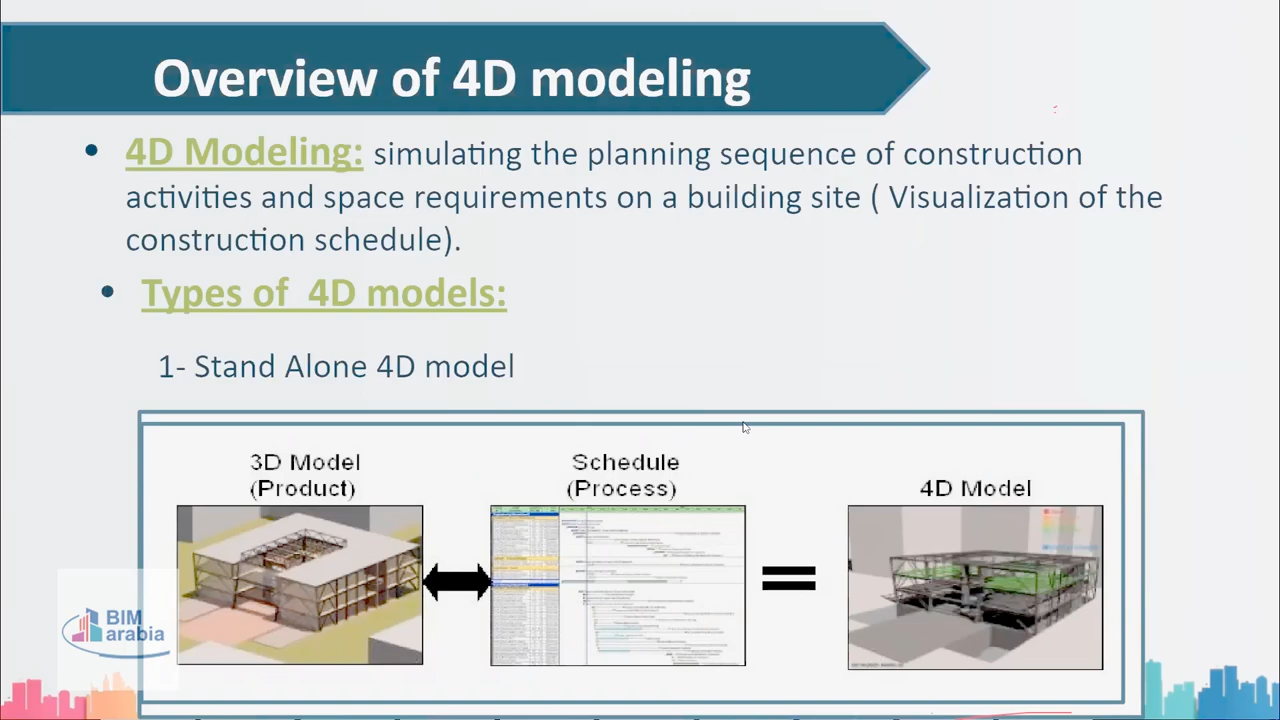 Overview of 4D modeling
• 4D Modeling: simulating the planning sequence of construction
activities and space requirements on a building site ( Visualization of the
construction schedule).
• Types of  4D models:
1- Stand Alone 4D model
3D Model
(Product)
Schedule
(Process)
4D Model
BIM
arabia